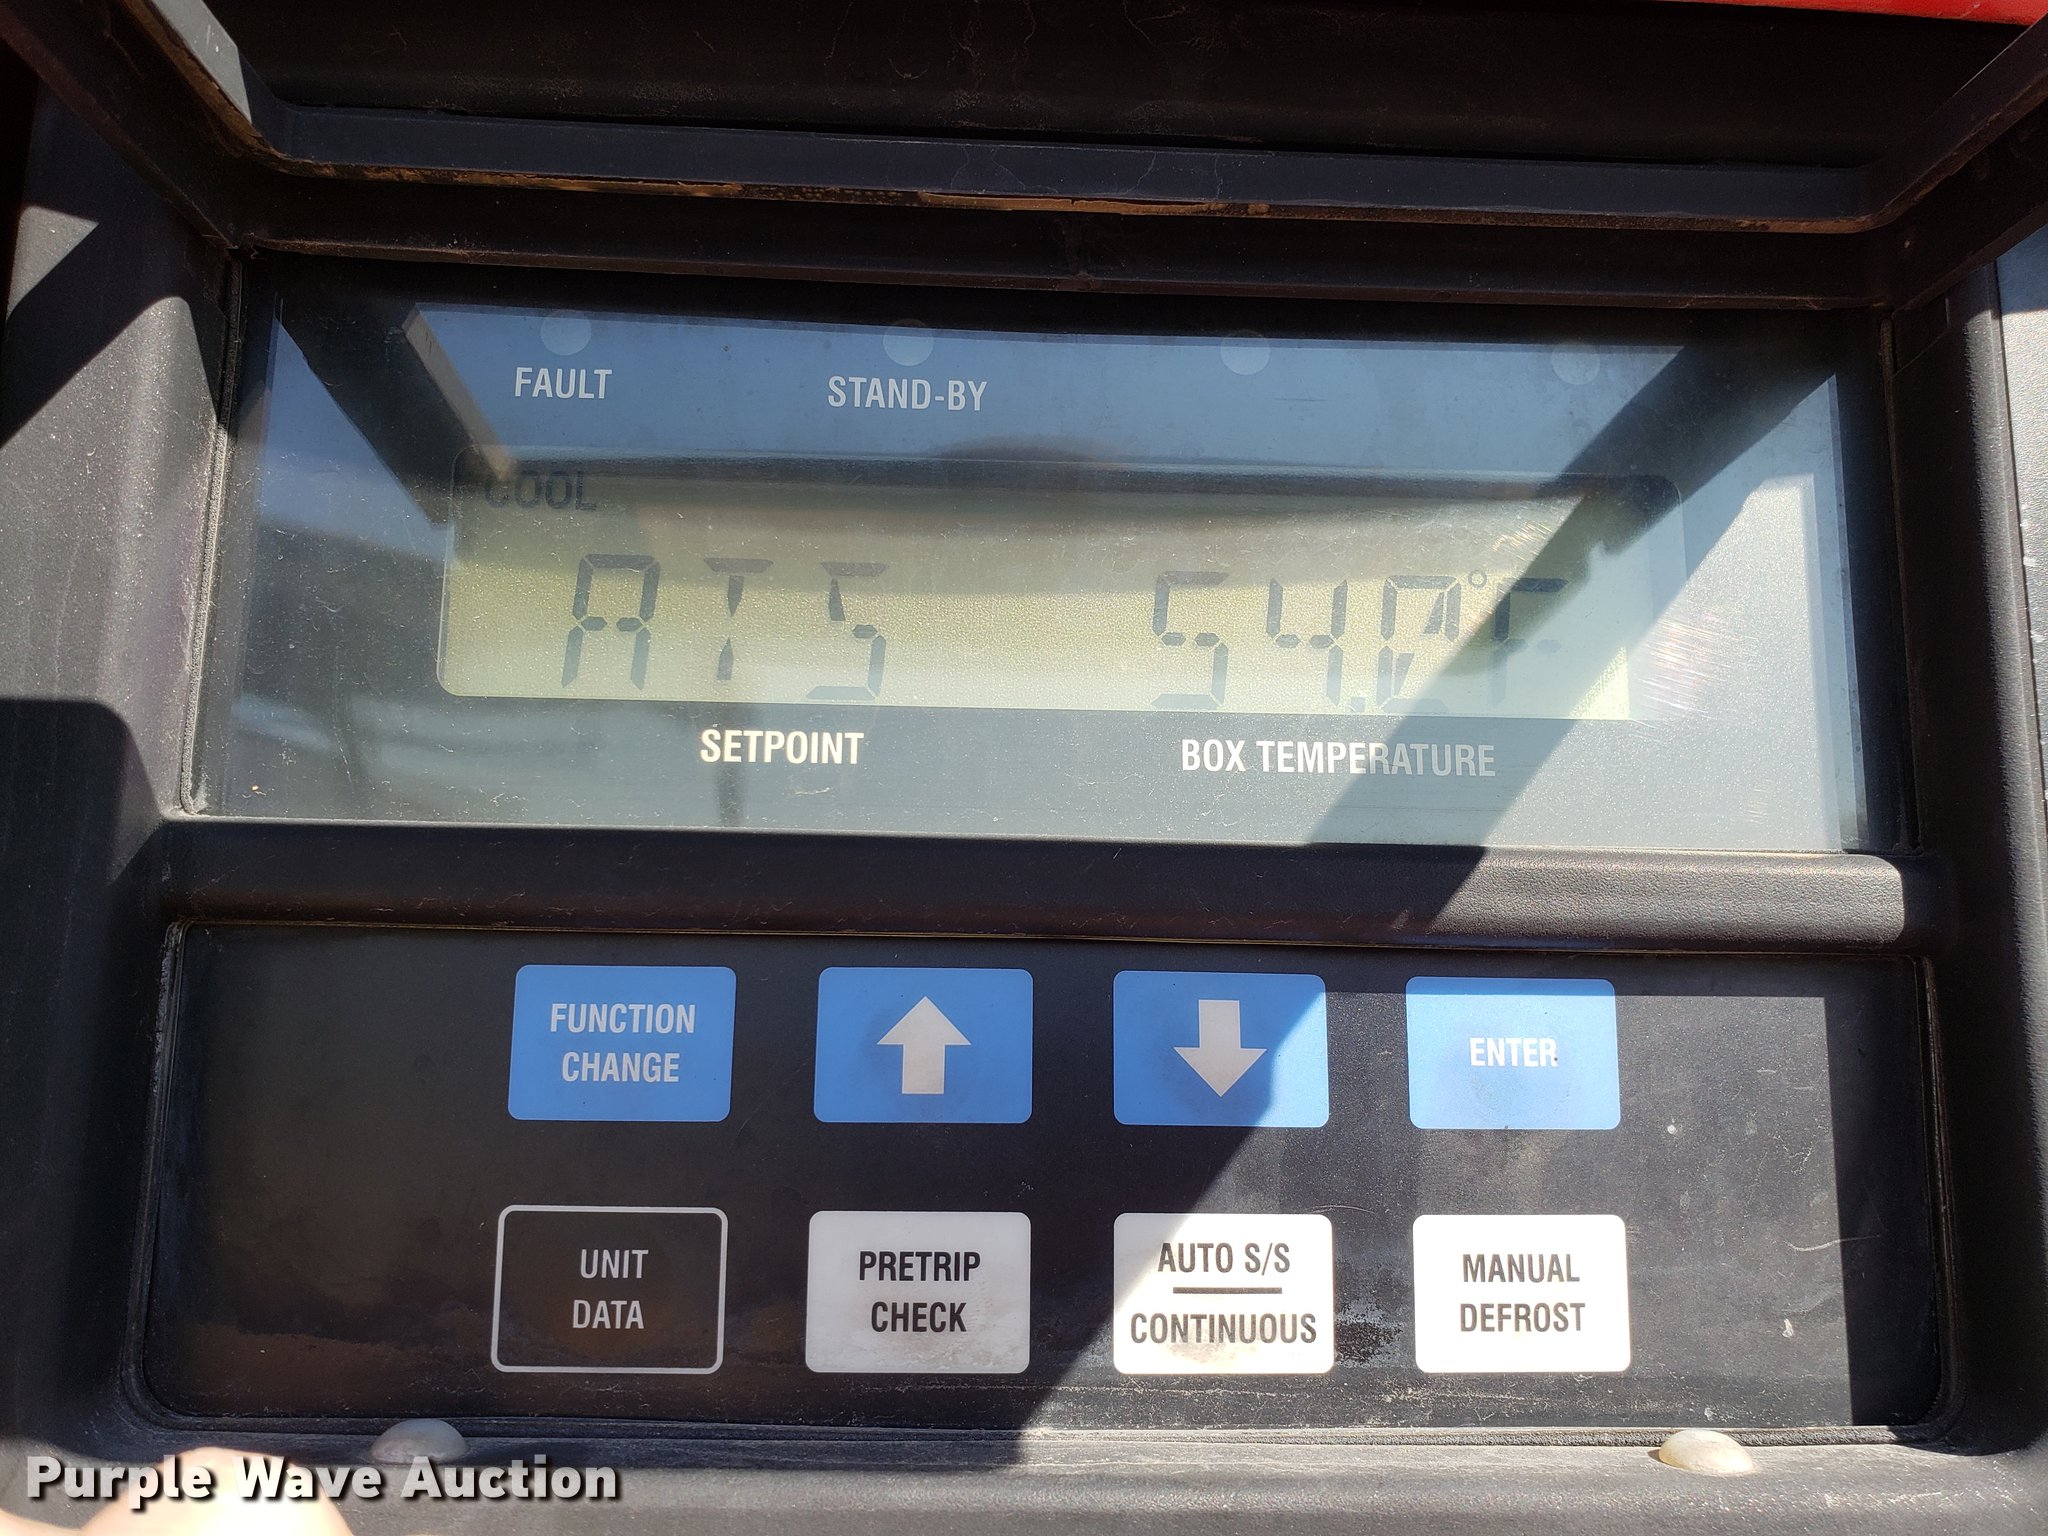 FAULT STAND-BY
COOL
ATS 54.0°F
SETPOINT BOX TEMPERATURE
FUNCTION
CHANGE
ENTER
UNIT
DATA
PRETRIP
CHECK
AUTO S/S
CONTINUOUS
MANUAL
DEFROST
Purple Wave Auction